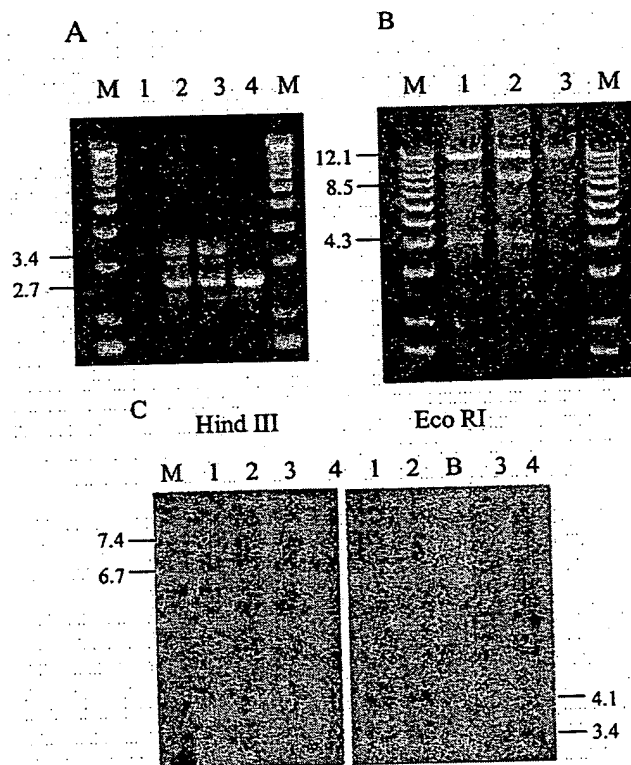 A
M 1 2 3 4 M
3.4
2.7
B
M 1 2 3 M
12.1
8.5
4.3
C
Hind III
M 1 2 3 4
7.4
6.7
Eco RI
1 2 B 3 4
4.1
3.4